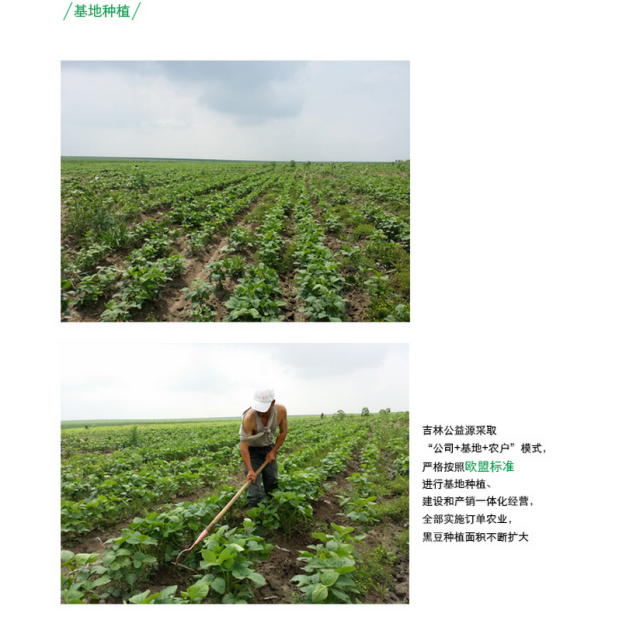 /基地种植/
吉林公益源采取
“公司+基地+农户”模式，
严格按照欧盟标准
进行基地种植、
建设和产销一体化经营，
全部实施订单农业，
黑豆种植面积不断扩大